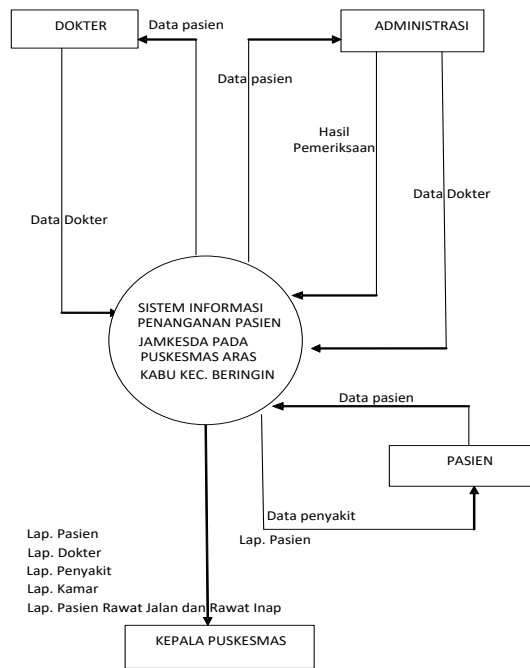 DOKTER
Data pasien
ADMINISTRASI
Data pasien
Hasil
Pemeriksaan
Data Dokter
Data Dokter
SISTEM INFORMASI
PENANGANAN PASIEN
JAMKESDA PADA
PUSKESMAS ARAS
KABU KEC. BERINGIN
Data pasien
PASIEN
Data penyakit
Lap. Pasien
Lap. Pasien
Lap. Dokter
Lap. Penyakit
Lap. Kamar
Lap. Pasien Rawat Jalan dan Rawat Inap
KEPALA PUSKESMAS